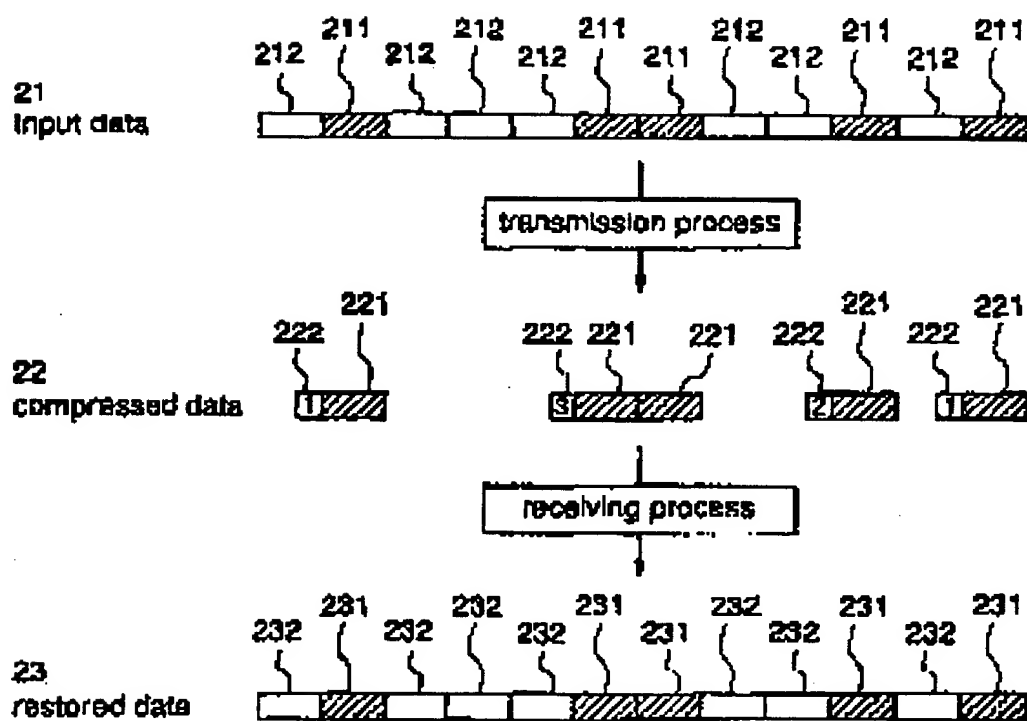 212 211 212 212 212 211 211 212 212 211 212 211
21
Input data
transmission process
222 221 222 221 221 222 221 222 221
22
compressed data
1 3 2 1
receiving process
232 231 232 232 232 231 231 232 232 231 232 231
23
restored data